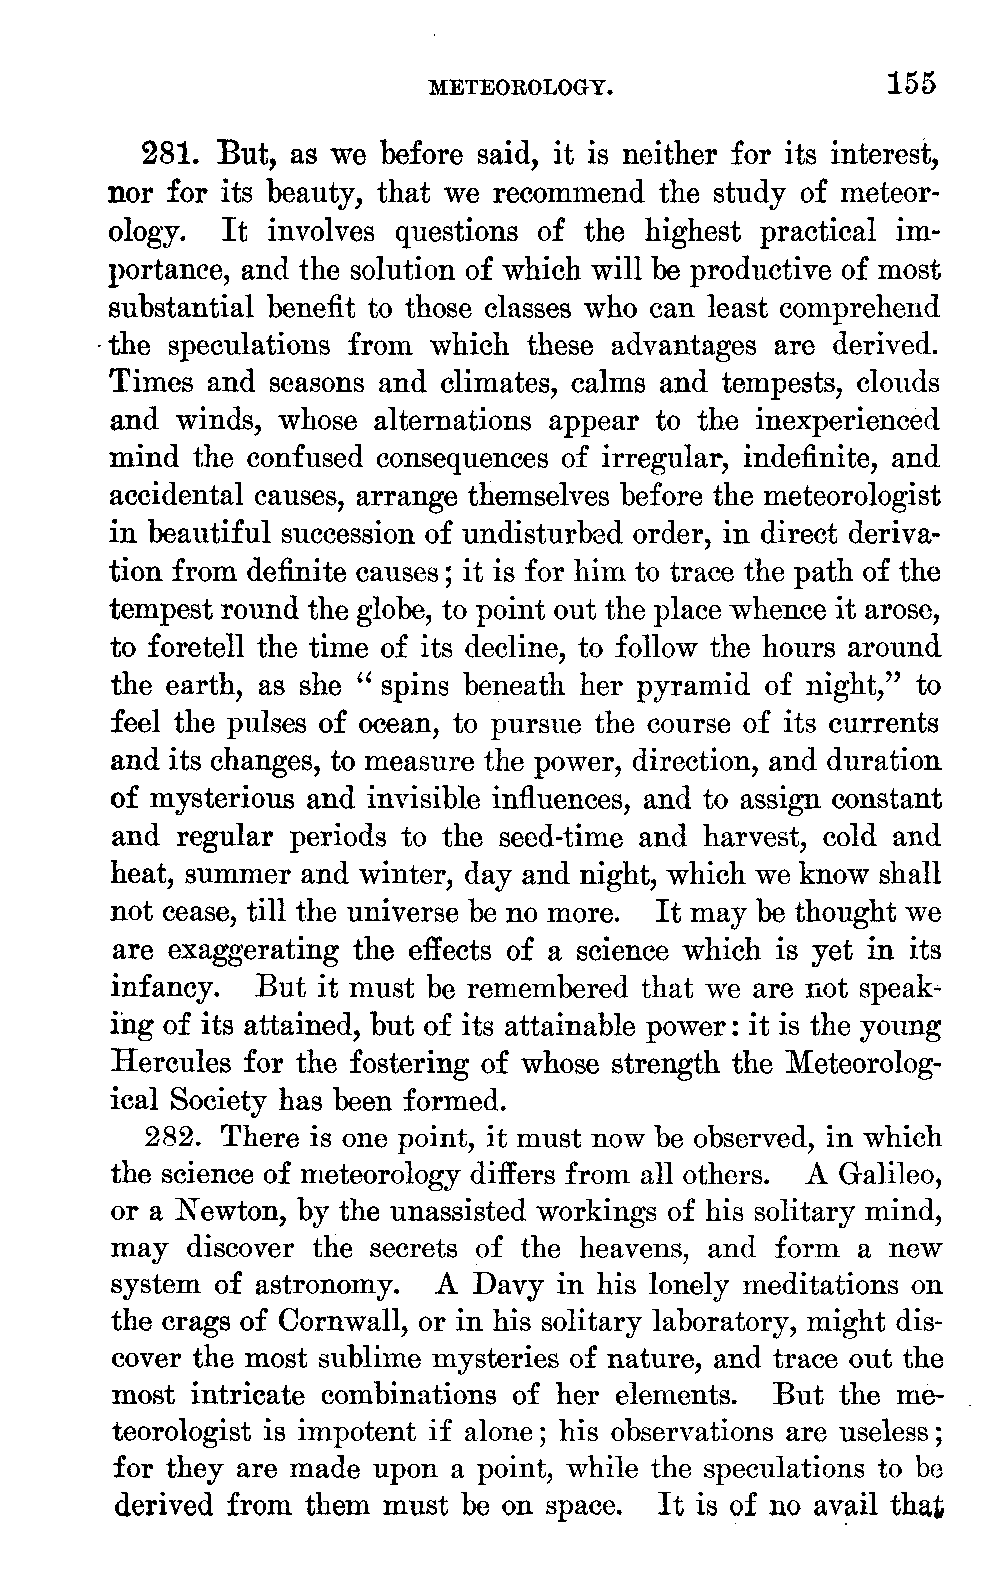 METEOROLOGY. 155
281. But, as we before said, it is neither for its interest,
nor for its beauty, that we recommend the study of meteor-
ology. It involves questions of the highest practical im-
portance, and the solution of which will be productive of most
substantial benefit to those classes who can least comprehend
the speculations from which these advantages are derived.
Times and seasons and climates, calms and tempests, clouds
and winds, whose alternations appear to the inexperienced
mind the confused consequences of irregular, indefinite, and
accidental causes, arrange themselves before the meteorologist
in beautiful succession of undisturbed order, in direct deriva-
tion from definite causes; it is for him to trace the path of the
tempest round the globe, to point out the place whence it arose,
to foretell the time of its decline, to follow the hours around
the earth, as she “spins beneath her pyramid of night,” to
feel the pulses of ocean, to pursue the course of its currents
and its changes, to measure the power, direction, and duration
of mysterious and invisible influences, and to assign constant
and regular periods to the seed-time and harvest, cold and
heat, summer and winter, day and night, which we know shall
not cease, till the universe be no more. It may be thought we
are exaggerating the effects of a science which is yet in its
infancy. But it must be remembered that we are not speak-
ing of its attained, but of its attainable power: it is the young
Hercules for the fostering of whose strength the Meteorolog-
ical Society has been formed.
282. There is one point, it must now be observed, in which
the science of meteorology differs from all others. A Galileo,
or a Newton, by the unassisted workings of his solitary mind,
may discover the secrets of the heavens, and form a new
system of astronomy. A Davy in his lonely meditations on
the crags of Cornwall, or in his solitary laboratory, might dis-
cover the most sublime mysteries of nature, and trace out the
most intricate combinations of her elements. But the me-
teorologist is impotent if alone; his observations are useless;
for they are made upon a point, while the speculations to be
derived from them must be on space. It is of no avail that